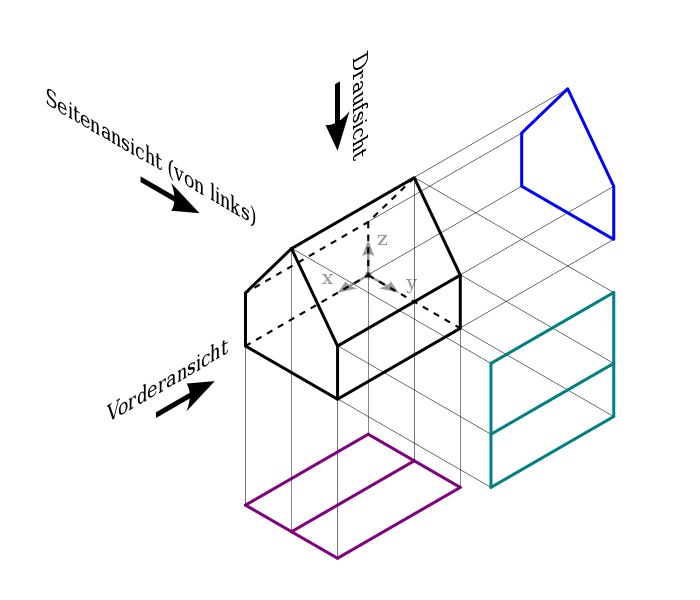 Draufsicht
Seitenansicht (von links)
z
x
y
Vorderansicht